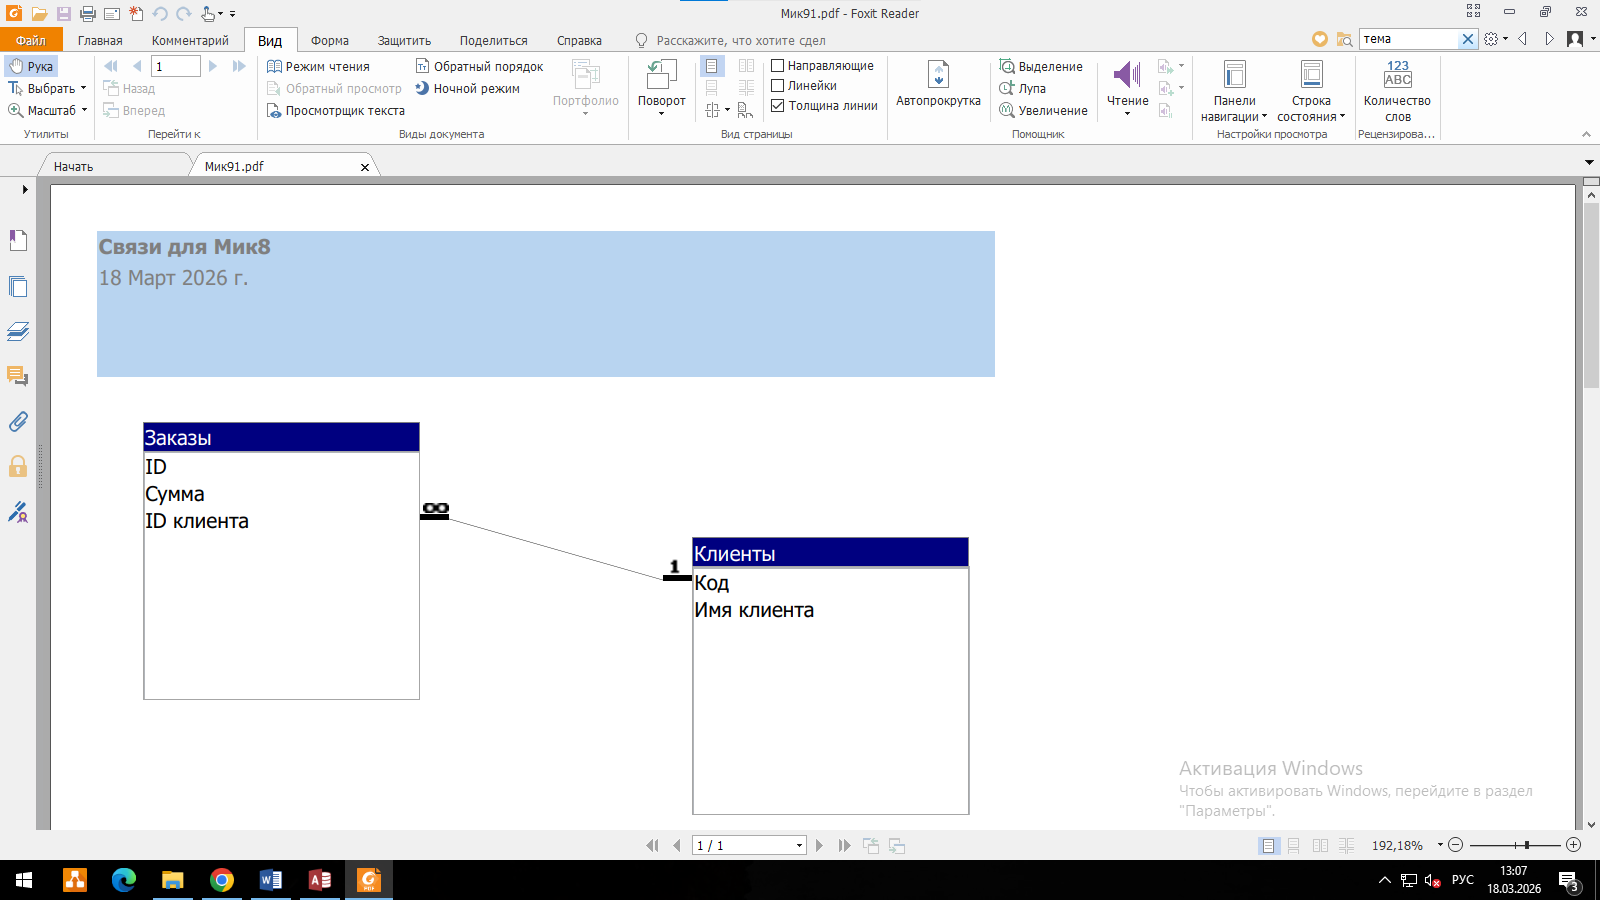 Мик91.pdf - Foxit Reader
Файл
Главная
Комментарий
Вид
Форма
Защитить
Поделиться
Справка
Расскажите, что хотите сдел
тема
Рука
Выбрать
Масштаб
Утилиты
1
Назад
Вперед
Перейти к
Режим чтения
Обратный просмотр
Просмотрщик текста
Обратный порядок
Ночной режим
Виды документа
Портфолио
Поворот
Направляющие
Линейки
Толщина линии
Вид страницы
Автопрокрутка
Выделение
Лупа
Увеличение
Помощник
Чтение
Панели
навигации
Строка
состояния
Настройки просмотра
123
ABC
Количество
слов
Рецензирова...
Начать
Мик91.pdf
Связи для Мик8
18 Март 2026 г.
Заказы
ID
Сумма
ID клиента
1
Клиенты
Код
Имя клиента
Активация Windows
Чтобы активировать Windows, перейдите в раздел
"Параметры".
1 / 1
192,18%
РУС
13:07
18.03.2026
3